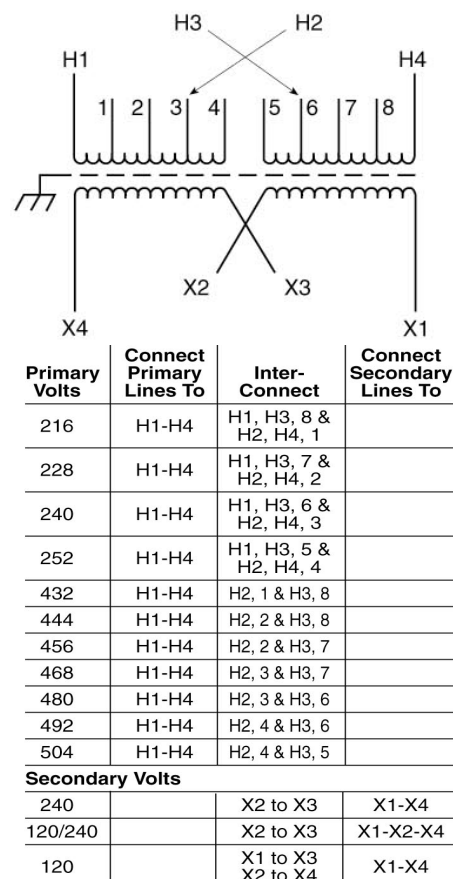 H3 H2
H1 H4
1 2 3 4 5 6 7 8
X2 X3
X4 X1
Primary Volts | Connect Primary Lines To | Inter-Connect | Connect Secondary Lines To
216 H1-H4 H1, H3, 8 & H2, H4, 1
228 H1-H4 H1, H3, 7 & H2, H4, 2
240 H1-H4 H1, H3, 6 & H2, H4, 3
252 H1-H4 H1, H3, 5 & H2, H4, 4
432 H1-H4 H2, 1 & H3, 8
444 H1-H4 H2, 2 & H3, 8
456 H1-H4 H2, 2 & H3, 7
468 H1-H4 H2, 3 & H3, 7
480 H1-H4 H2, 3 & H3, 6
492 H1-H4 H2, 4 & H3, 6
504 H1-H4 H2, 4 & H3, 5
Secondary Volts
240 X2 to X3 X1-X4
120/240 X2 to X3 X1-X2-X4
120 X1 to X3 X2 to X4 X1-X4